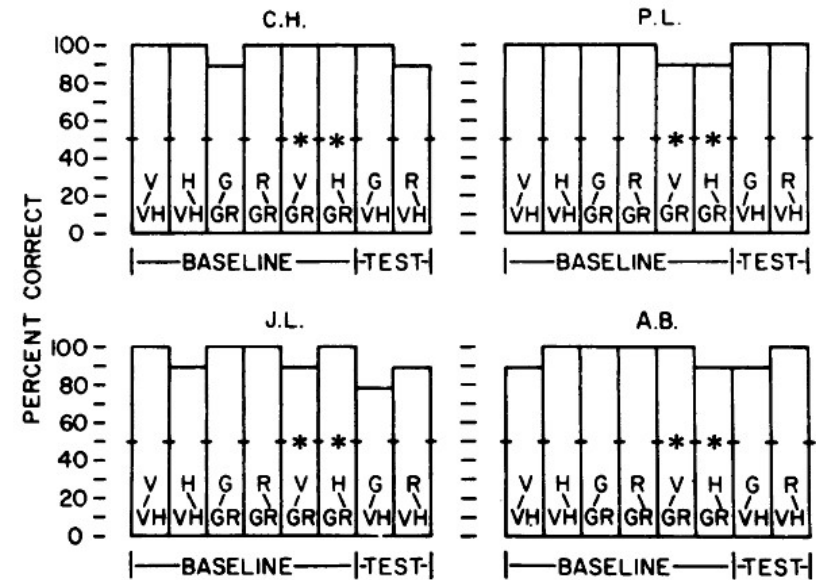 C.H. P.L.
PERCENT CORRECT
100
80
60
40
20
0
* *
V H G R V H G R
VH VH GR GR GR GR VH VH
BASELINE TEST
* *
V H G R V H G R
VH VH GR GR GR GR VH VH
BASELINE TEST
J.L. A.B.
100
80
60
40
20
0
* *
V H G R V H G R
VH VH GR GR GR GR VH VH
BASELINE TEST
* *
V H G R V H G R
VH VH GR GR GR GR VH VH
BASELINE TEST